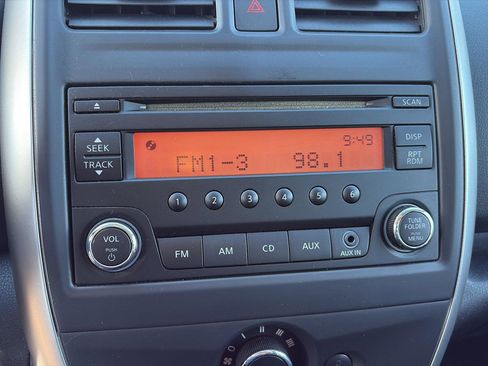 SCAN
9:49
SEEK
TRACK
FM1-3 98.1
DISP
RPT
RDM
1 2 3 4 5 6
VOL
PUSH
FM AM CD AUX
AUX IN
TUNE
FOLDER
PUSH
MENU